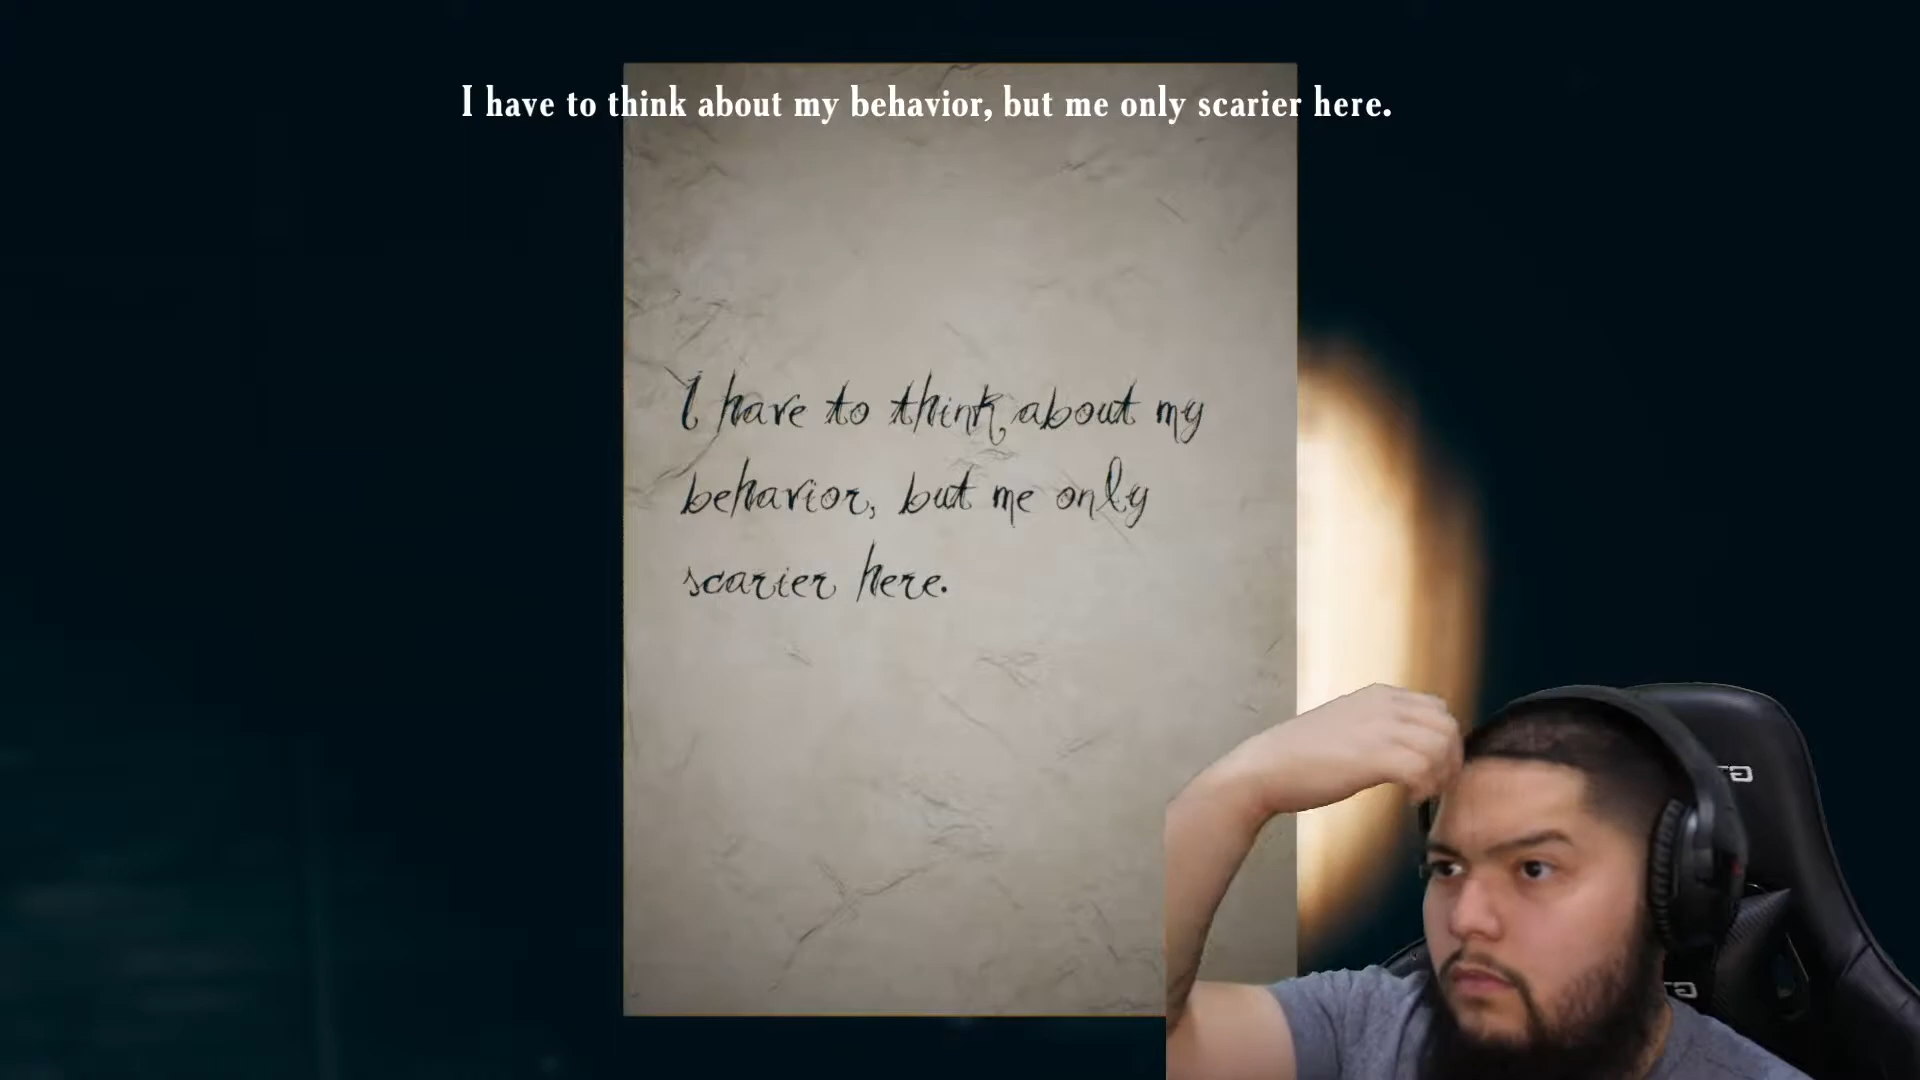 I have to think about my behavior, but me only scarier here.
I have to think about my
behavior, but me only
scarier here.